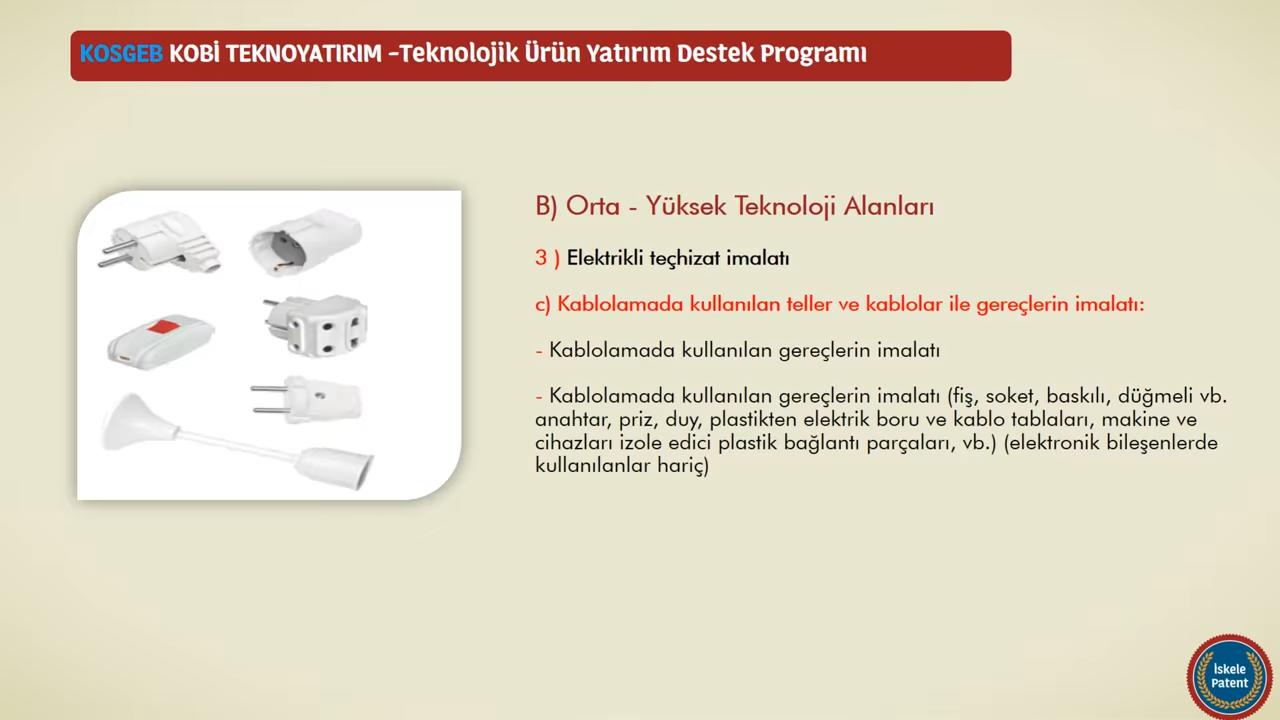 KOSGEB KOBİ TEKNOYATIRIM -Teknolojik Ürün Yatırım Destek Programı
B) Orta - Yüksek Teknoloji Alanları
3 ) Elektrikli teçhizat imalatı
c) Kablolamada kullanılan teller ve kablolar ile gereçlerin imalatı:
- Kablolamada kullanılan gereçlerin imalatı
- Kablolamada kullanılan gereçlerin imalatı (fiş, soket, baskılı, düğmeli vb.
anahtar, priz, duy, plastikten elektrik boru ve kablo tablaları, makine ve
cihazları izole edici plastik bağlantı parçaları, vb.) (elektronik bileşenlerde
kullanılanlar hariç)
İskele
Patent